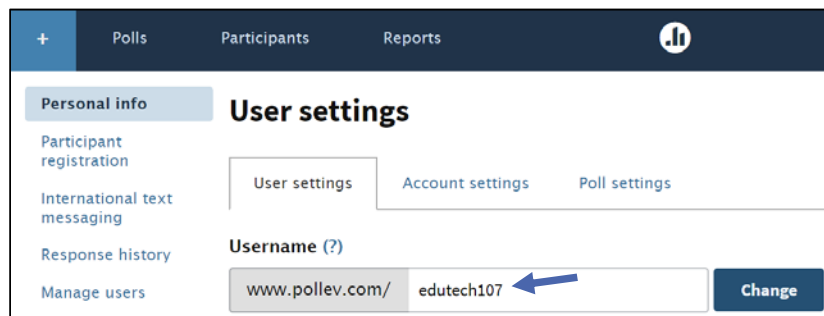 + Polls Participants Reports
Personal info
Participant
registration
International text
messaging
Response history
Manage users
User settings
User settings Account settings Poll settings
Username (?)
www.pollev.com/ edutech107 Change